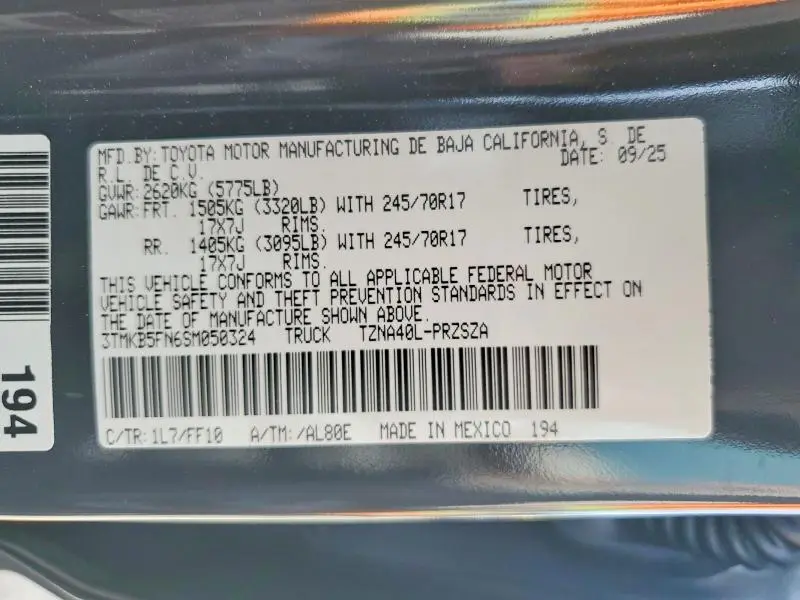 MFD. BY: TOYOTA MOTOR MANUFACTURING DE BAJA CALIFORNIA, S. DE
R.L. DE C.V. DATE: 09/25
GVWR: 2620KG (5775LB)
GAWR: FRT. 1505KG (3320LB) WITH 245/70R17 TIRES,
17X7J RIMS.
RR. 1405KG (3095LB) WITH 245/70R17 TIRES,
17X7J RIMS.
THIS VEHICLE CONFORMS TO ALL APPLICABLE FEDERAL MOTOR
VEHICLE SAFETY AND THEFT PREVENTION STANDARDS IN EFFECT ON
THE DATE OF MANUFACTURE SHOWN ABOVE.
3TMKB5FN6SM050324 TRUCK TZNA40L-PRZSZA
C/TR: 1L7/FF10 A/TM: /AL80E MADE IN MEXICO 194
194